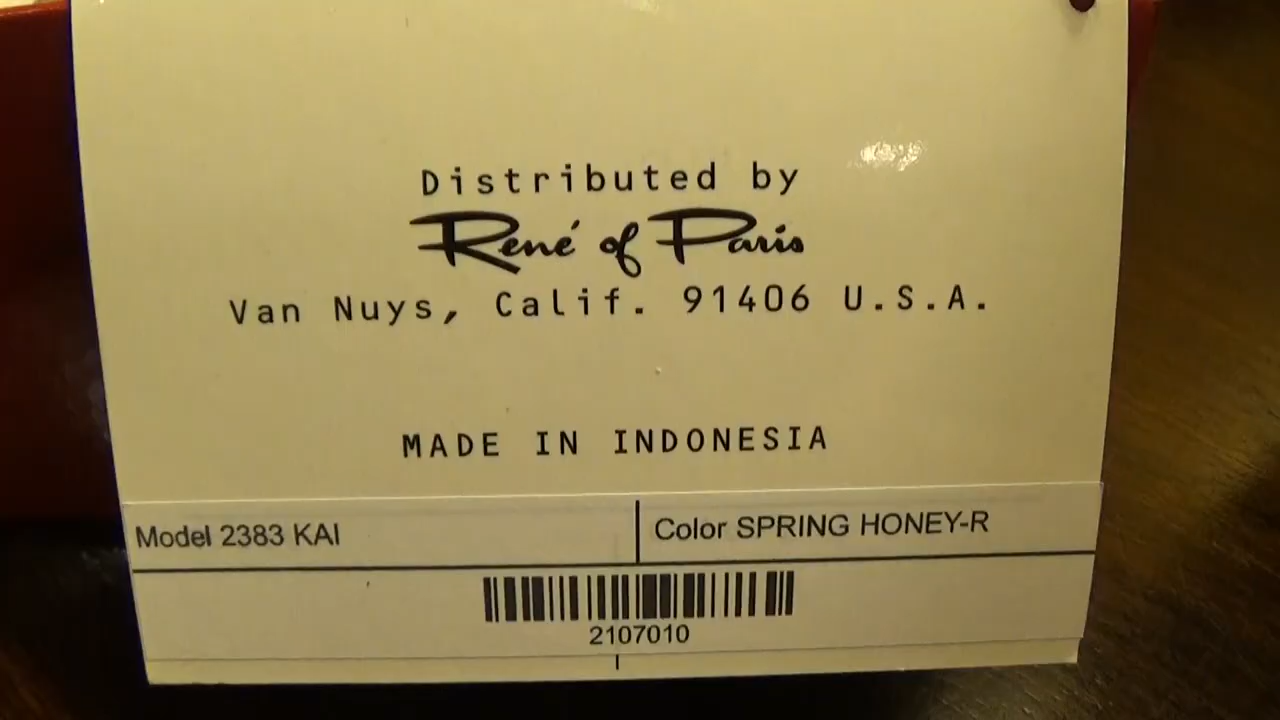 Distributed by
René of Paris
Van Nuys, Calif. 91406 U.S.A.
MADE IN INDONESIA
Model 2383 KAI
Color SPRING HONEY-R
2107010